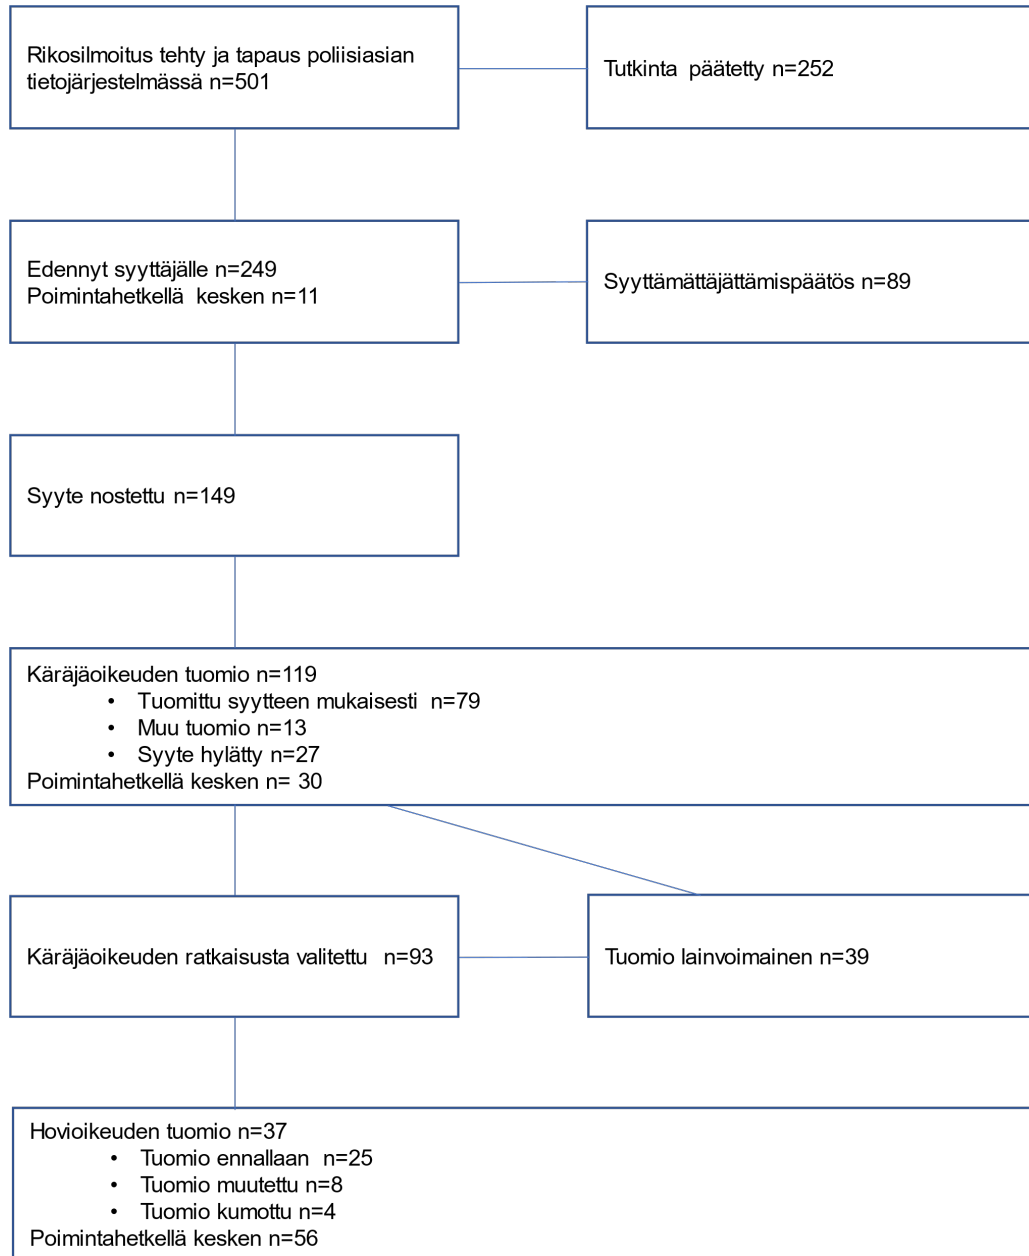 Rikosilmoitus tehty ja tapaus poliisiasian
tietojärjestelmässä n=501
Tutkinta päätetty n=252
Edennyt syyttäjälle n=249
Poimintahetkellä kesken n=11
Syyttämättäjättämispäätös n=89
Syyte nostettu n=149
Käräjäoikeuden tuomio n=119
• Tuomittu syytteen mukaisesti n=79
• Muu tuomio n=13
• Syyte hylätty n=27
Poimintahetkellä kesken n= 30
Käräjäoikeuden ratkaisusta valitettu n=93
Tuomio lainvoimainen n=39
Hovioikeuden tuomio n=37
• Tuomio ennallaan n=25
• Tuomio muutettu n=8
• Tuomio kumottu n=4
Poimintahetkellä kesken n=56